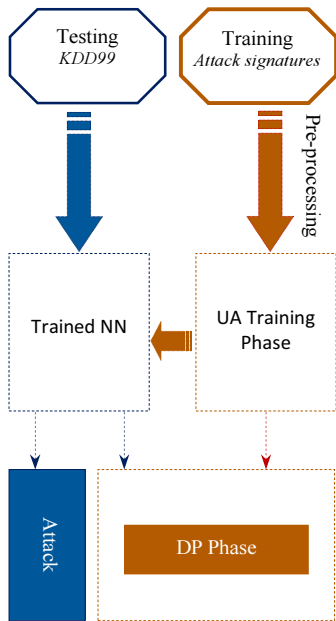 Testing
KDD99
Training
Attack signatures
Pre-processing
Trained NN
UA Training
Phase
Attack
DP Phase